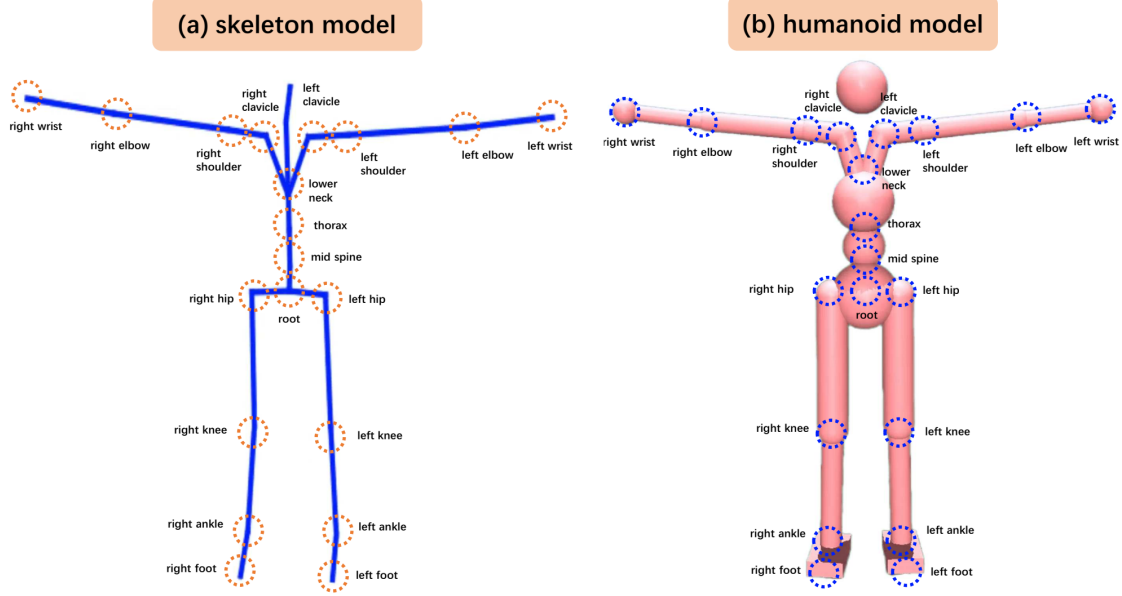 (a) skeleton model
right
clavicle
left
clavicle
right wrist
right elbow
right
shoulder
left
shoulder
left elbow
left wrist
lower
neck
thorax
mid spine
right hip
left hip
root
right knee
left knee
right ankle
left ankle
right foot
left foot
(b) humanoid model
right
clavicle
left
clavicle
right wrist
right elbow
right
shoulder
left
shoulder
left elbow
left wrist
lower
neck
thorax
mid spine
right hip
left hip
root
right knee
left knee
right ankle
left ankle
right foot
left foot